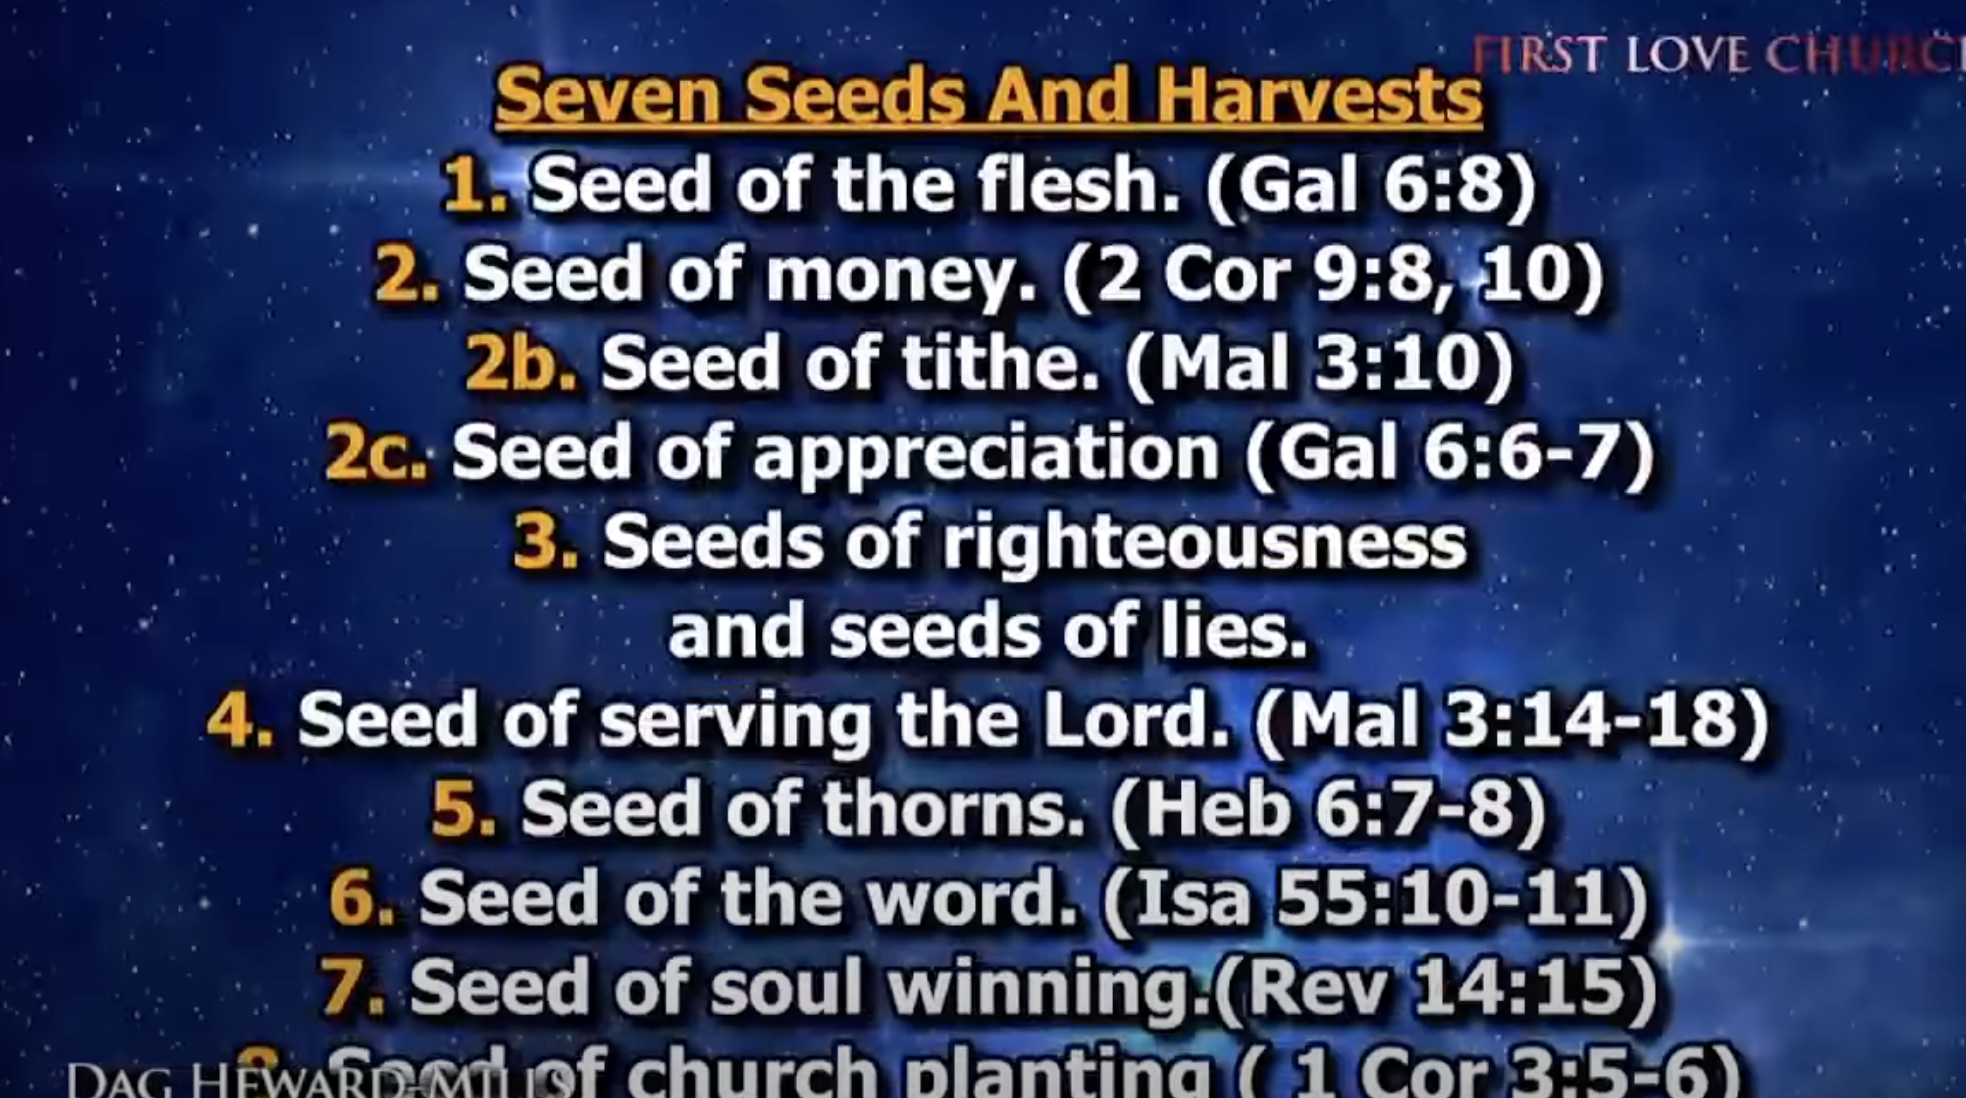 FIRST LOVE CHURCH
Seven Seeds And Harvests
1. Seed of the flesh. (Gal 6:8)
2. Seed of money. (2 Cor 9:8, 10)
2b. Seed of tithe. (Mal 3:10)
2c. Seed of appreciation (Gal 6:6-7)
3. Seeds of righteousness
and seeds of lies.
4. Seed of serving the Lord. (Mal 3:14-18)
5. Seed of thorns. (Heb 6:7-8)
6. Seed of the word. (Isa 55:10-11)
7. Seed of soul winning.(Rev 14:15)
8. Seed of church planting ( 1 Cor 3:5-6)
DAG HEWARD-MILLS